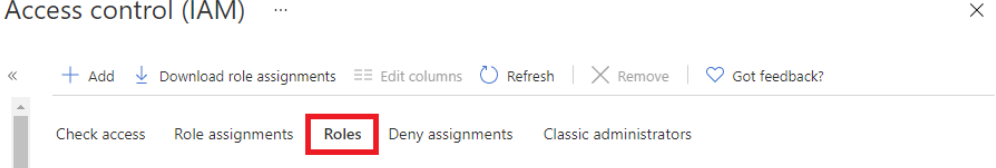 Access control (IAM) ...
« Add Download role assignments Edit columns Refresh Remove Got feedback?
Check access Role assignments Roles Deny assignments Classic administrators